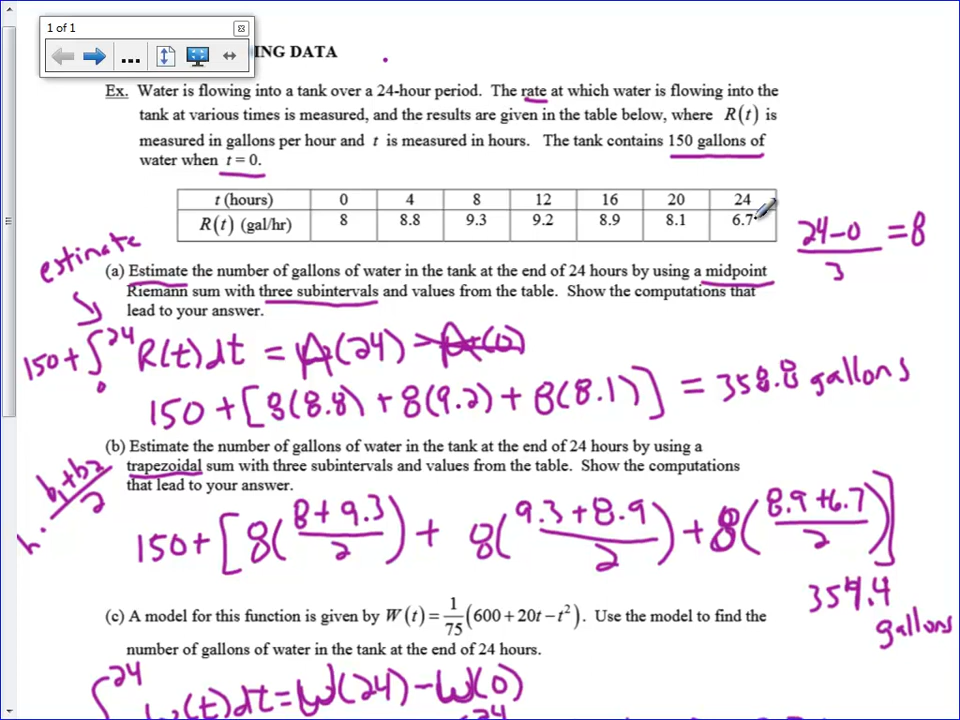 1 of 1
ING DATA
Ex. Water is flowing into a tank over a 24-hour period. The rate at which water is flowing into the
tank at various times is measured, and the results are given in the table below, where R(t) is
measured in gallons per hour and t is measured in hours. The tank contains 150 gallons of
water when t = 0.
t (hours) 0 4 8 12 16 20 24
R(t) (gal/hr) 8 8.8 9.3 9.2 8.9 8.1 6.7
24-0 / 3 = 8
estimate
(a) Estimate the number of gallons of water in the tank at the end of 24 hours by using a midpoint
Riemann sum with three subintervals and values from the table. Show the computations that
lead to your answer.
150 + ∫₀²⁴ R(t)dt = A(24) - A(0)
150 + [8(8.8) + 8(9.2) + 8(8.1)] = 358.8 gallons
(b) Estimate the number of gallons of water in the tank at the end of 24 hours by using a
trapezoidal sum with three subintervals and values from the table. Show the computations
that lead to your answer.
h · b₁+b₂ / 2
150 + [8(8+9.3 / 2) + 8(9.3+8.9 / 2) + 8(8.9+6.7 / 2)]
357.4
gallons
(c) A model for this function is given by W(t) = 1/75 (600 + 20t − t²). Use the model to find the
number of gallons of water in the tank at the end of 24 hours.
∫ 24 W(t)dt = W(24) - W(0)
24